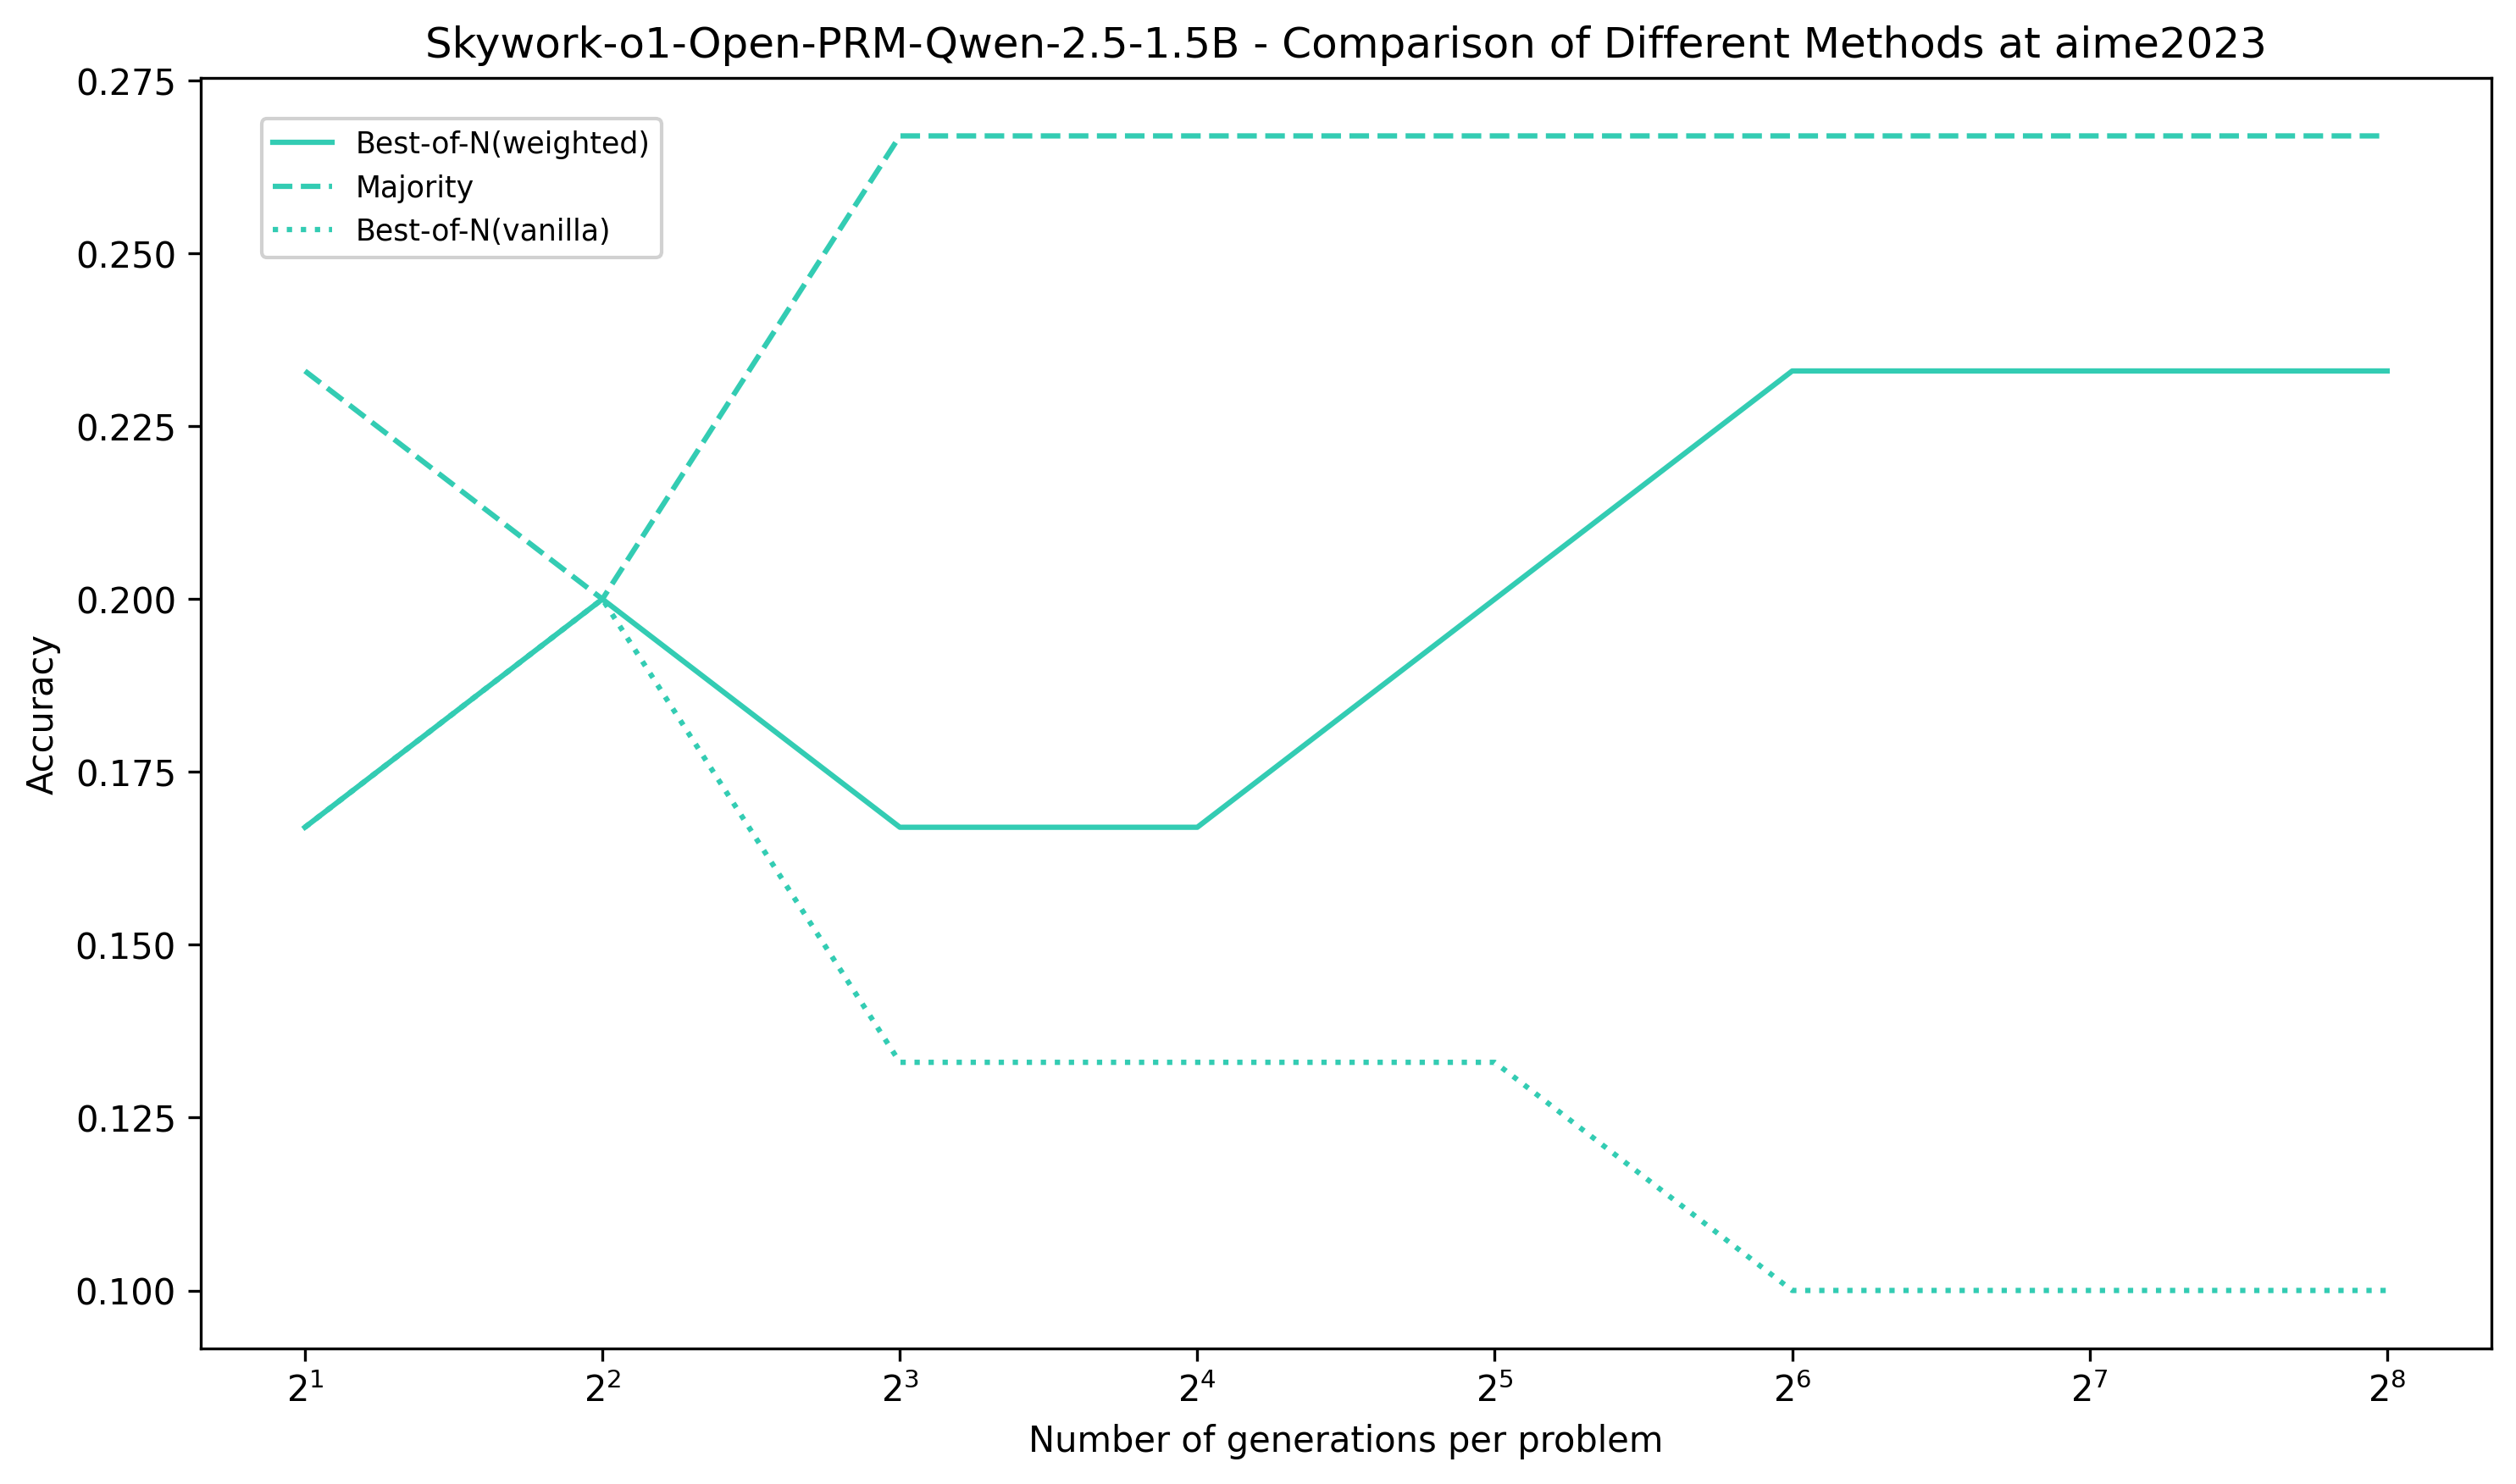 Skywork-o1-Open-PRM-Qwen-2.5-1.5B - Comparison of Different Methods at aime2023
Best-of-N(weighted)
Majority
Best-of-N(vanilla)
Accuracy
0.275
0.250
0.225
0.200
0.175
0.150
0.125
0.100
2¹ 2² 2³ 2⁴ 2⁵ 2⁶ 2⁷ 2⁸
Number of generations per problem